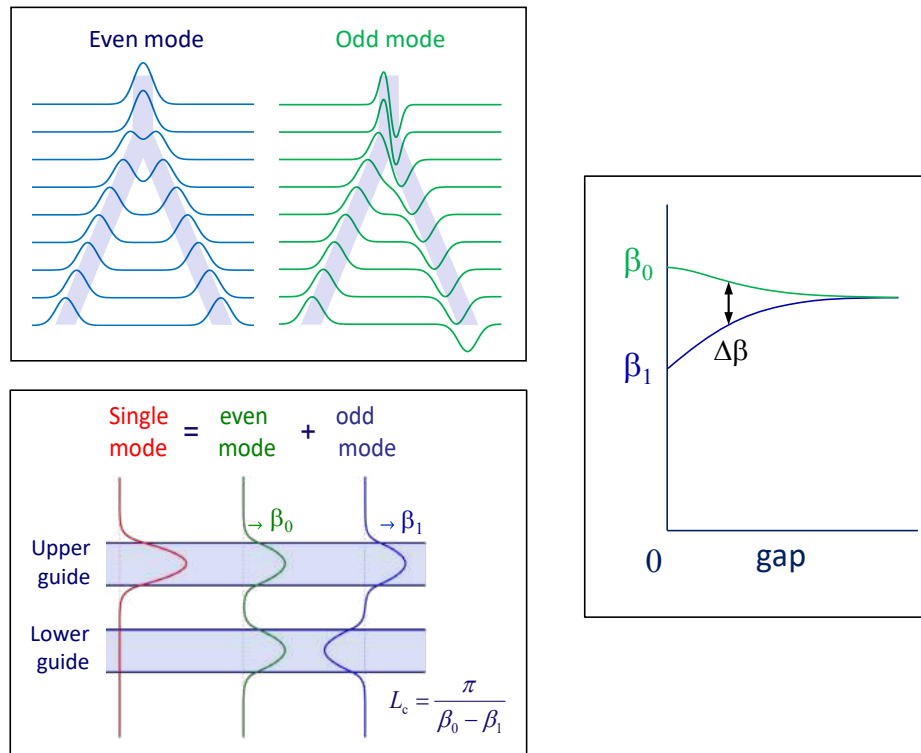 Even mode Odd mode
Single mode = even mode + odd mode
→ β₀ → β₁
Upper guide
Lower guide
L_c = π / (β₀ − β₁)
β₀
Δβ
β₁
0 gap